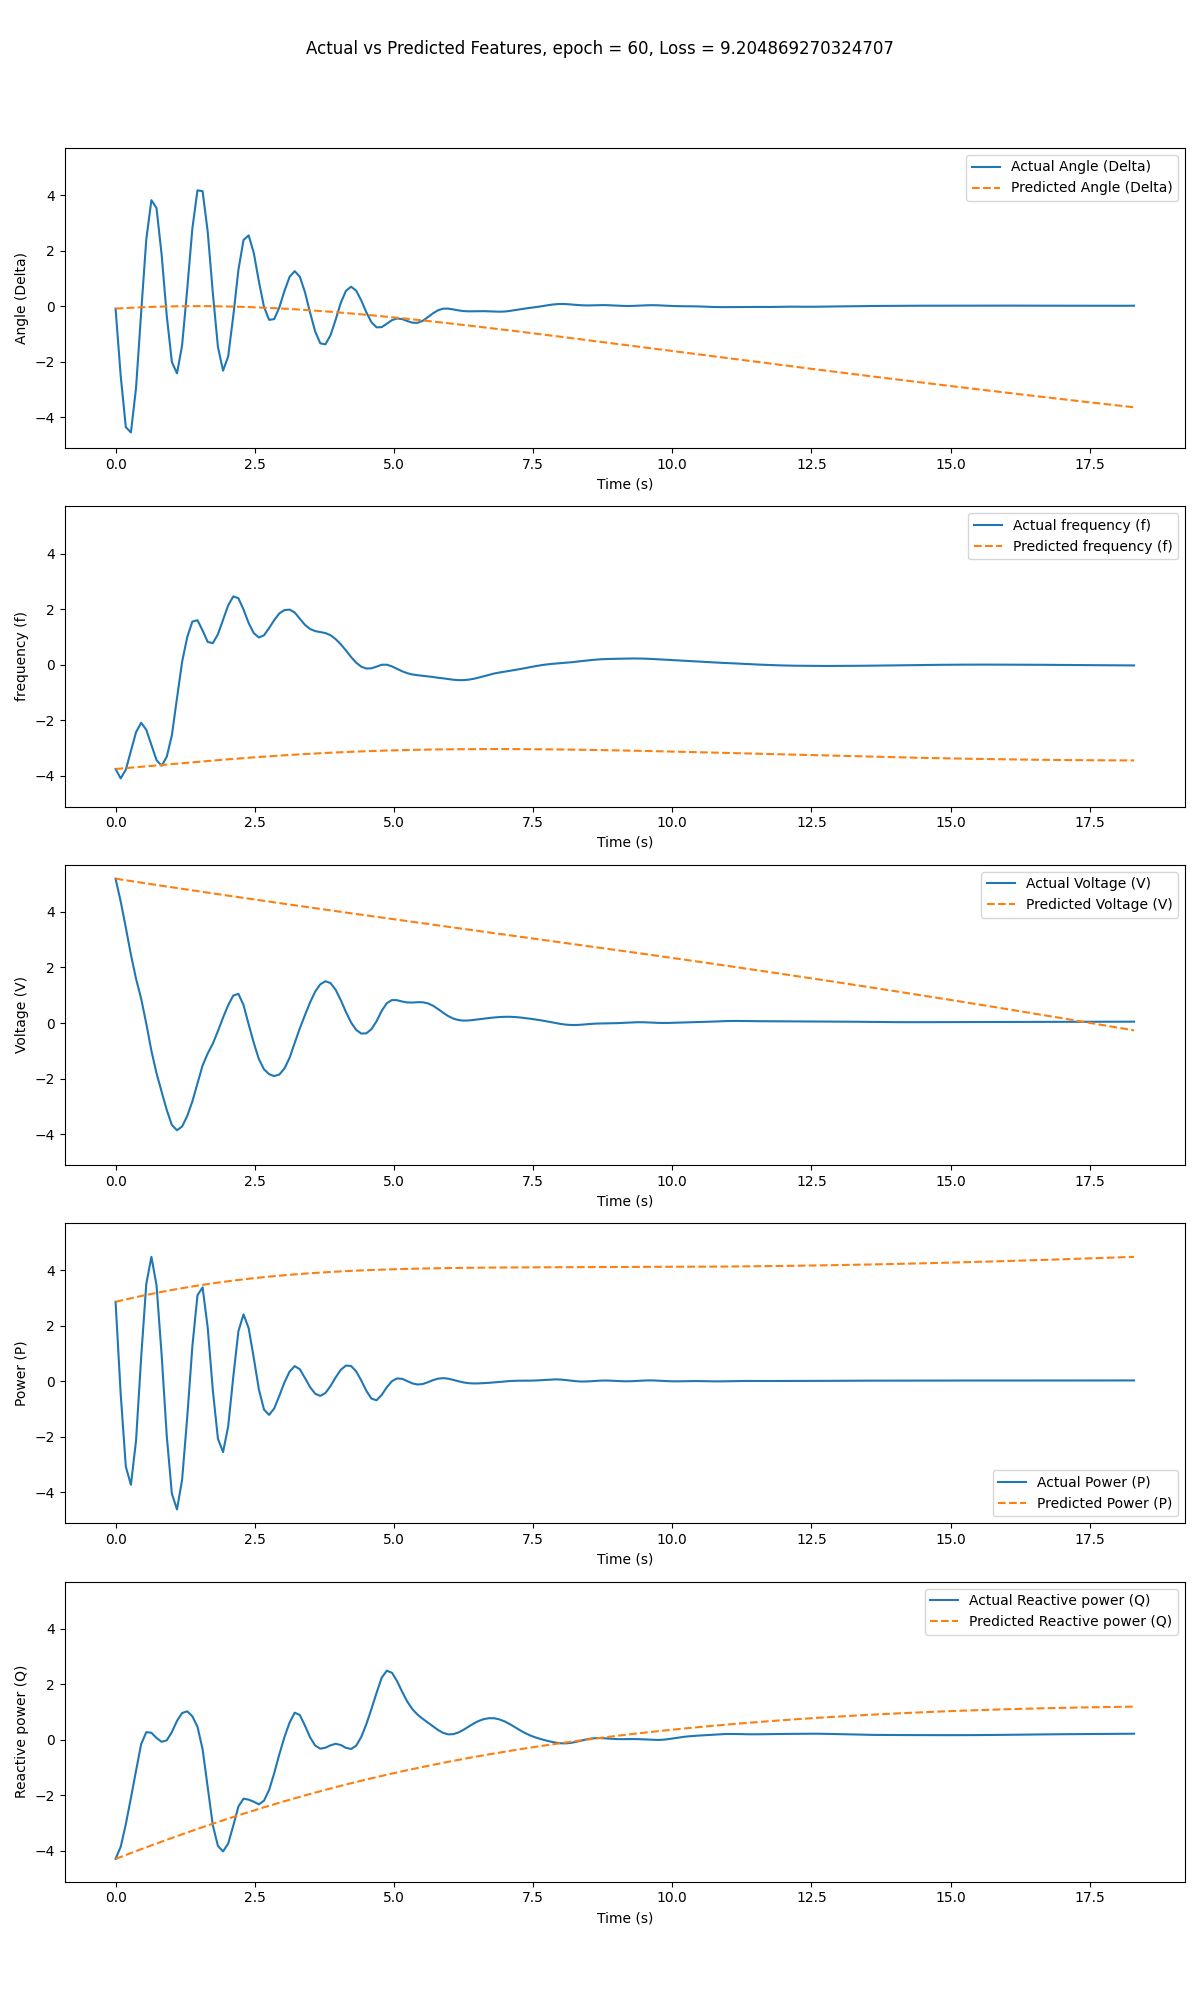 Actual vs Predicted Features, epoch = 60, Loss = 9.204869270324707
Actual Angle (Delta)
Predicted Angle (Delta)
4
2
0
−2
−4
Angle (Delta)
0.0 2.5 5.0 7.5 10.0 12.5 15.0 17.5
Time (s)
Actual frequency (f)
Predicted frequency (f)
4
2
0
−2
−4
frequency (f)
0.0 2.5 5.0 7.5 10.0 12.5 15.0 17.5
Time (s)
Actual Voltage (V)
Predicted Voltage (V)
4
2
0
−2
−4
Voltage (V)
0.0 2.5 5.0 7.5 10.0 12.5 15.0 17.5
Time (s)
4
2
0
−2
−4
Power (P)
Actual Power (P)
Predicted Power (P)
0.0 2.5 5.0 7.5 10.0 12.5 15.0 17.5
Time (s)
Actual Reactive power (Q)
Predicted Reactive power (Q)
4
2
0
−2
−4
Reactive power (Q)
0.0 2.5 5.0 7.5 10.0 12.5 15.0 17.5
Time (s)